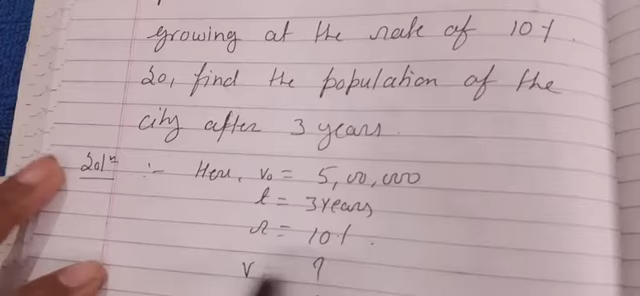 growing at the rate of 10%.
So, find the population of the
city after 3 years.
Solⁿ :- Here, V₀ = 5,00,000
t = 3 years
r = 10%.
V ?